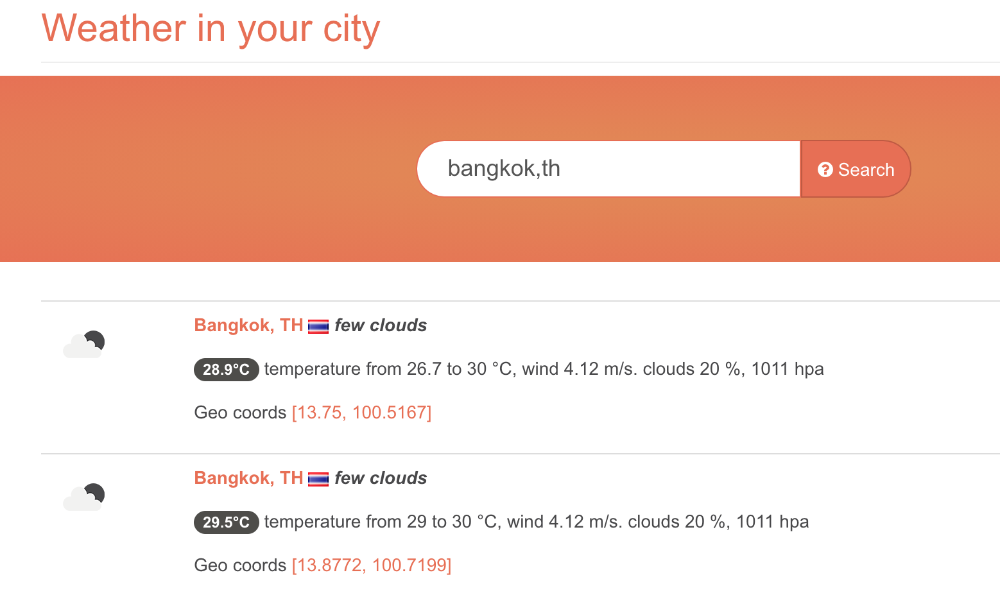 Weather in your city
bangkok,th
Search
Bangkok, TH few clouds
28.9°C temperature from 26.7 to 30 °C, wind 4.12 m/s. clouds 20 %, 1011 hpa
Geo coords [13.75, 100.5167]
Bangkok, TH few clouds
29.5°C temperature from 29 to 30 °C, wind 4.12 m/s. clouds 20 %, 1011 hpa
Geo coords [13.8772, 100.7199]